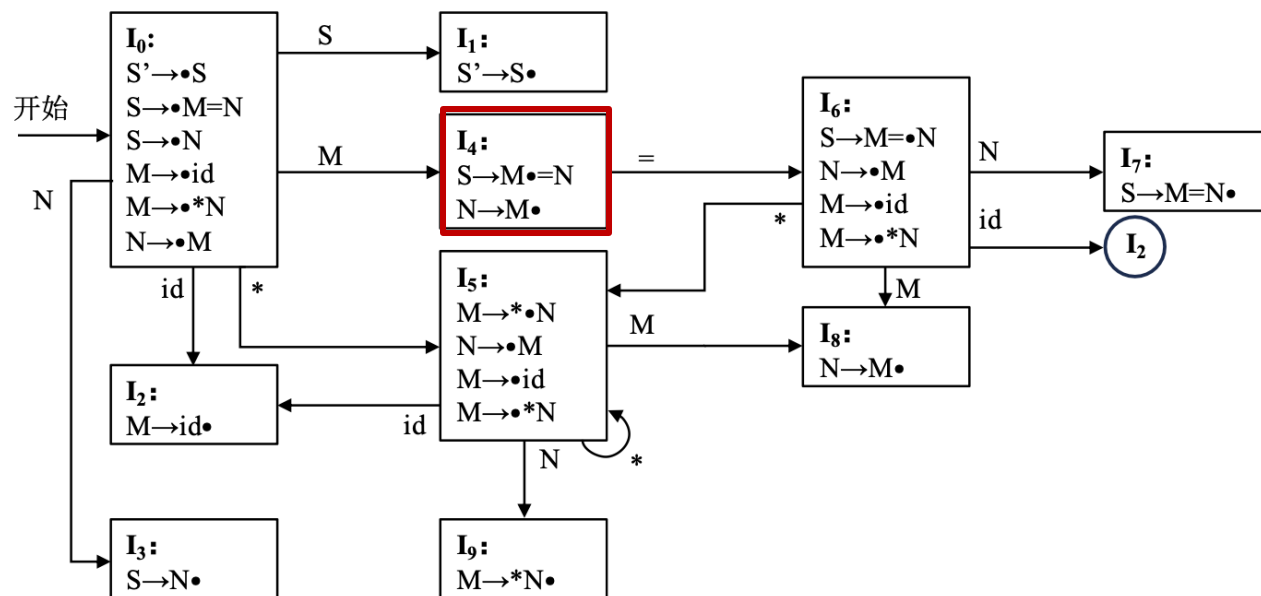 I₀:
S’→•S
S→•M=N
S→•N
M→•id
M→•*N
N→•M
开始
S
I₁:
S’→S•
M
I₄:
S→M•=N
N→M•
=
I₆:
S→M=•N
N→•M
M→•id
M→•*N
N
I₇:
S→M=N•
id
I₂
*
M
I₈:
N→M•
N
id
*
I₅:
M→*•N
N→•M
M→•id
M→•*N
M
I₂:
M→id•
id
*
N
I₃:
S→N•
I₉:
M→*N•